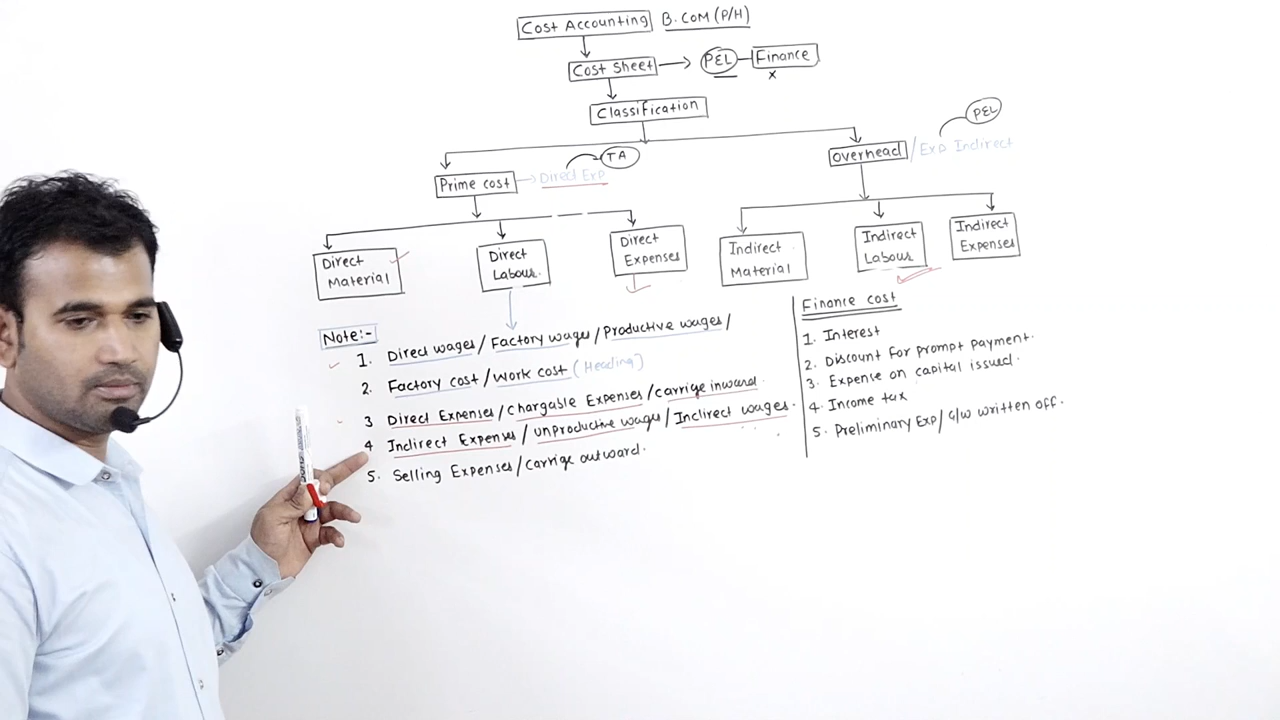 Cost Accounting B.COM (P/H)
Cost Sheet P&L Finance
x
Classification
Prime cost Direct Exp TA
Overhead / Exp Indirect P&L
Direct Material
Direct Labour.
Direct Expenses
Indirect Material
Indirect Labour
Indirect Expenses
Note:-
1. Direct wages / Factory wages / Productive wages /
2. Factory cost / work cost (Heading)
3 Direct Expenses / Chargable Expenses / Carrige inward.
4 Indirect Expenses / unproductive wages / Indirect wages.
5. Selling Expenses / Carrige outward.
Finance cost
1. Interest
2. Discount for prompt payment.
3. Expense on capital issued.
4. Income tax
5. Preliminary Exp / G/w written off.